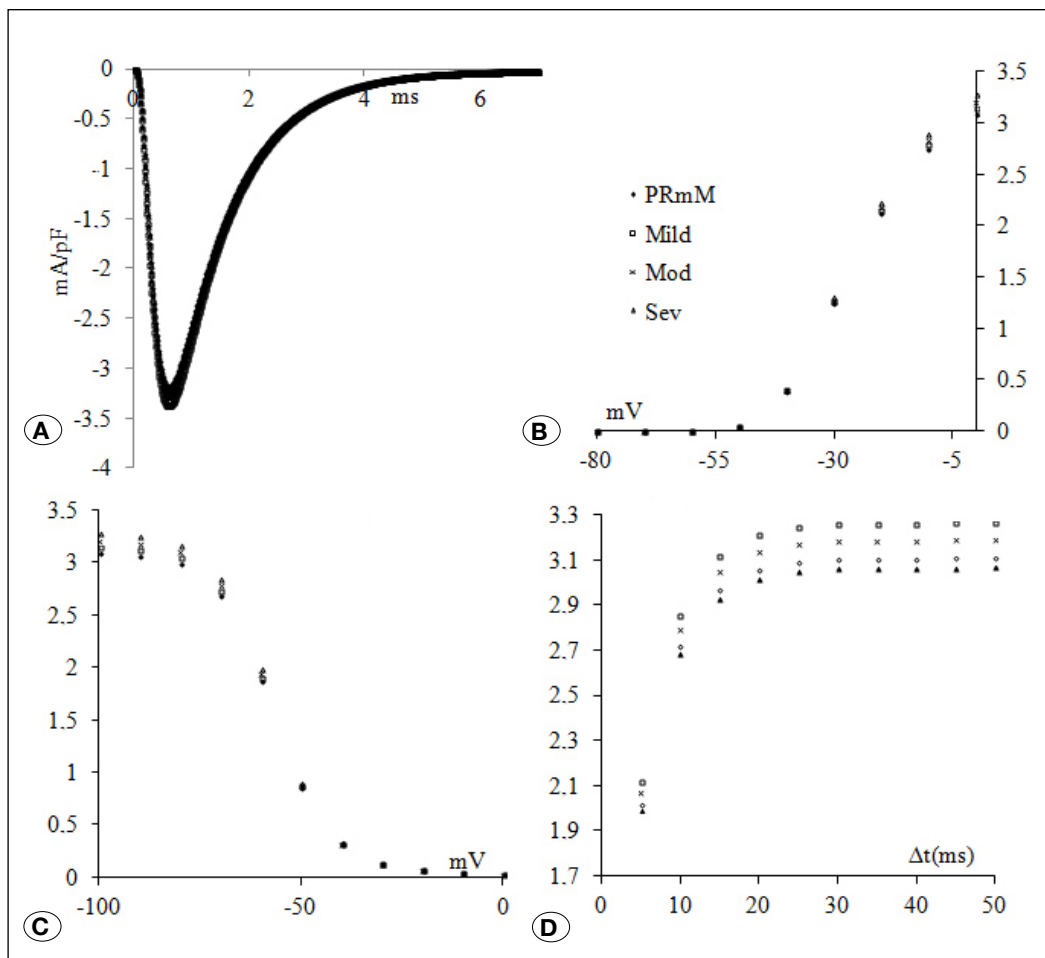 0
-0.5
-1
-1.5
-2
-2.5
-3
-3.5
-4
0 2 4 6
ms
mA/pF
A
3.5
3
2.5
2
1.5
1
0.5
0
PRmM
Mild
Mod
Sev
mV
-80 -55 -30 -5
B
3.5
3
2.5
2
1.5
1
0.5
0
mV
-100 -50 0
C
3.3
3.1
2.9
2.7
2.5
2.3
2.1
1.9
1.7
Δt(ms)
0 10 20 30 40 50
D